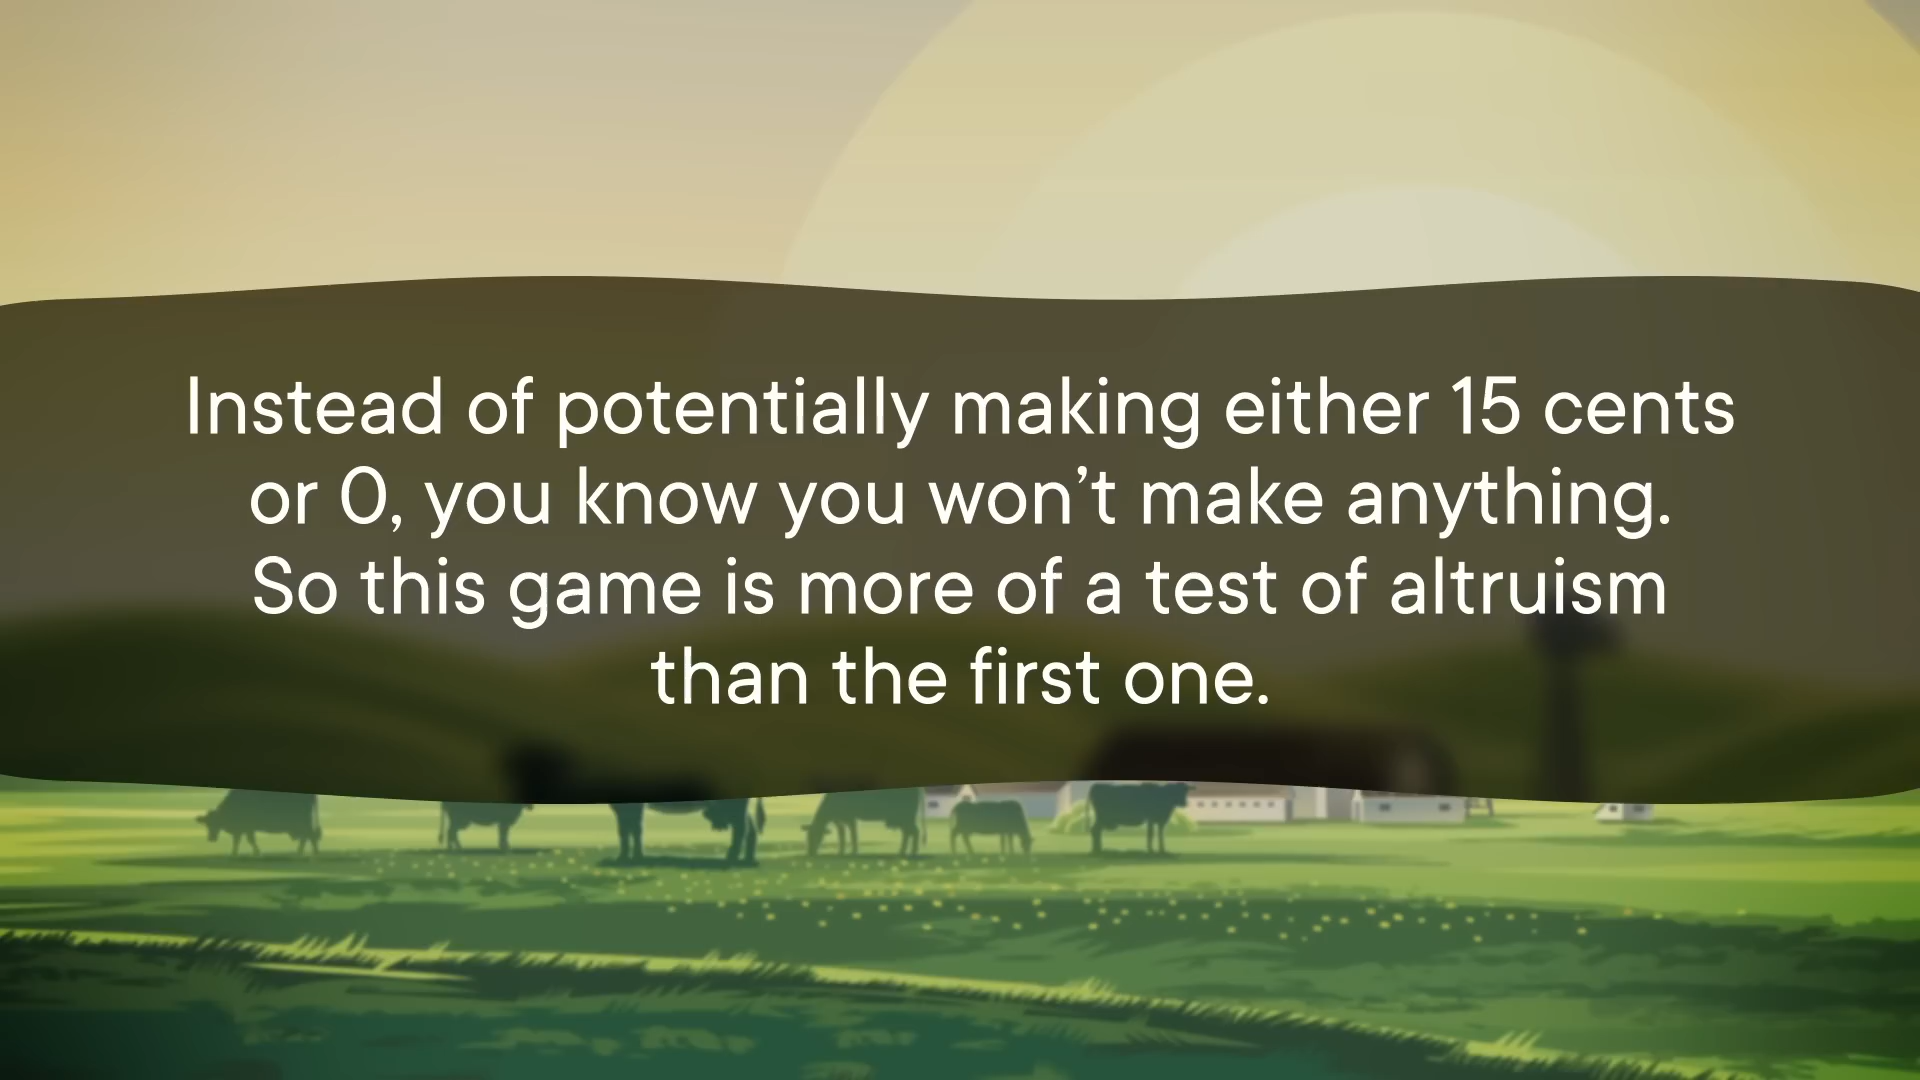 Instead of potentially making either 15 cents
or 0, you know you won’t make anything.
So this game is more of a test of altruism
than the first one.